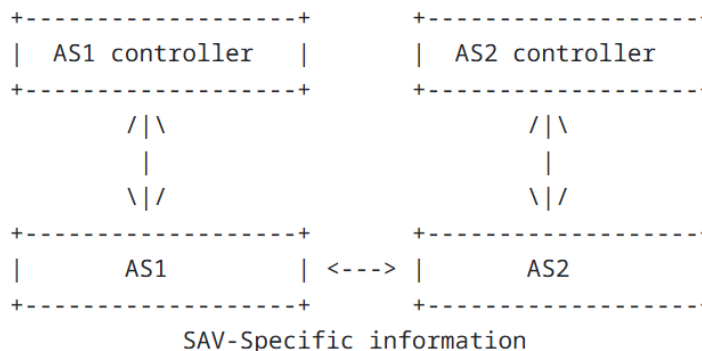 +-------------------+       +-------------------
|  AS1 controller   |       |  AS2 controller
+-------------------+       +-------------------
        /|\                         /|\
         |                           |
        \|/                         \|/
+-------------------+       +-------------------
|       AS1         | <---> |       AS2
+-------------------+       +-------------------
            SAV-Specific information